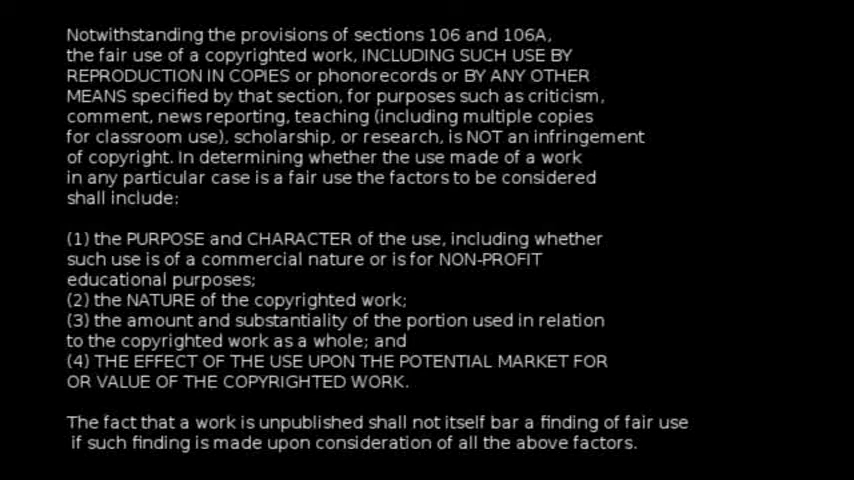 Notwithstanding the provisions of sections 106 and 106A,
the fair use of a copyrighted work, INCLUDING SUCH USE BY
REPRODUCTION IN COPIES or phonorecords or BY ANY OTHER
MEANS specified by that section, for purposes such as criticism,
comment, news reporting, teaching (including multiple copies
for classroom use), scholarship, or research, is NOT an infringement
of copyright. In determining whether the use made of a work
in any particular case is a fair use the factors to be considered
shall include:
(1) the PURPOSE and CHARACTER of the use, including whether
such use is of a commercial nature or is for NON-PROFIT
educational purposes;
(2) the NATURE of the copyrighted work;
(3) the amount and substantiality of the portion used in relation
to the copyrighted work as a whole; and
(4) THE EFFECT OF THE USE UPON THE POTENTIAL MARKET FOR
OR VALUE OF THE COPYRIGHTED WORK.
The fact that a work is unpublished shall not itself bar a finding of fair use
if such finding is made upon consideration of all the above factors.